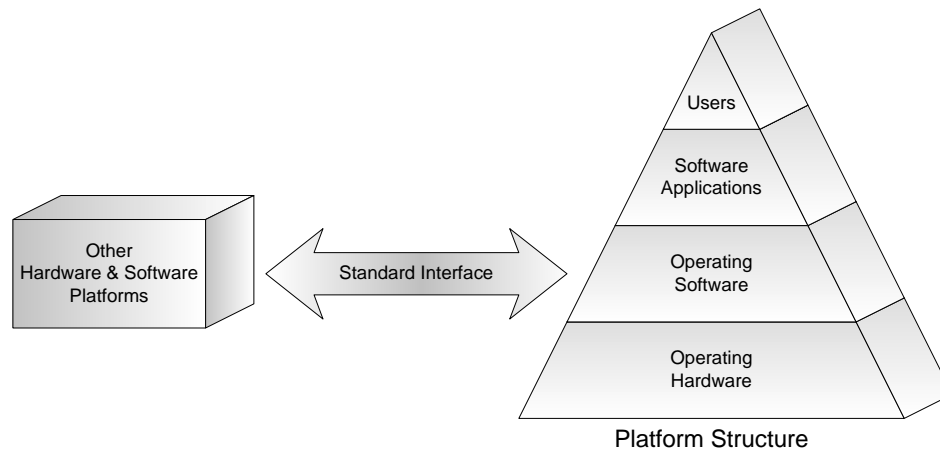 Other
Hardware & Software
Platforms
Standard Interface
Users
Software
Applications
Operating
Software
Operating
Hardware
Platform Structure